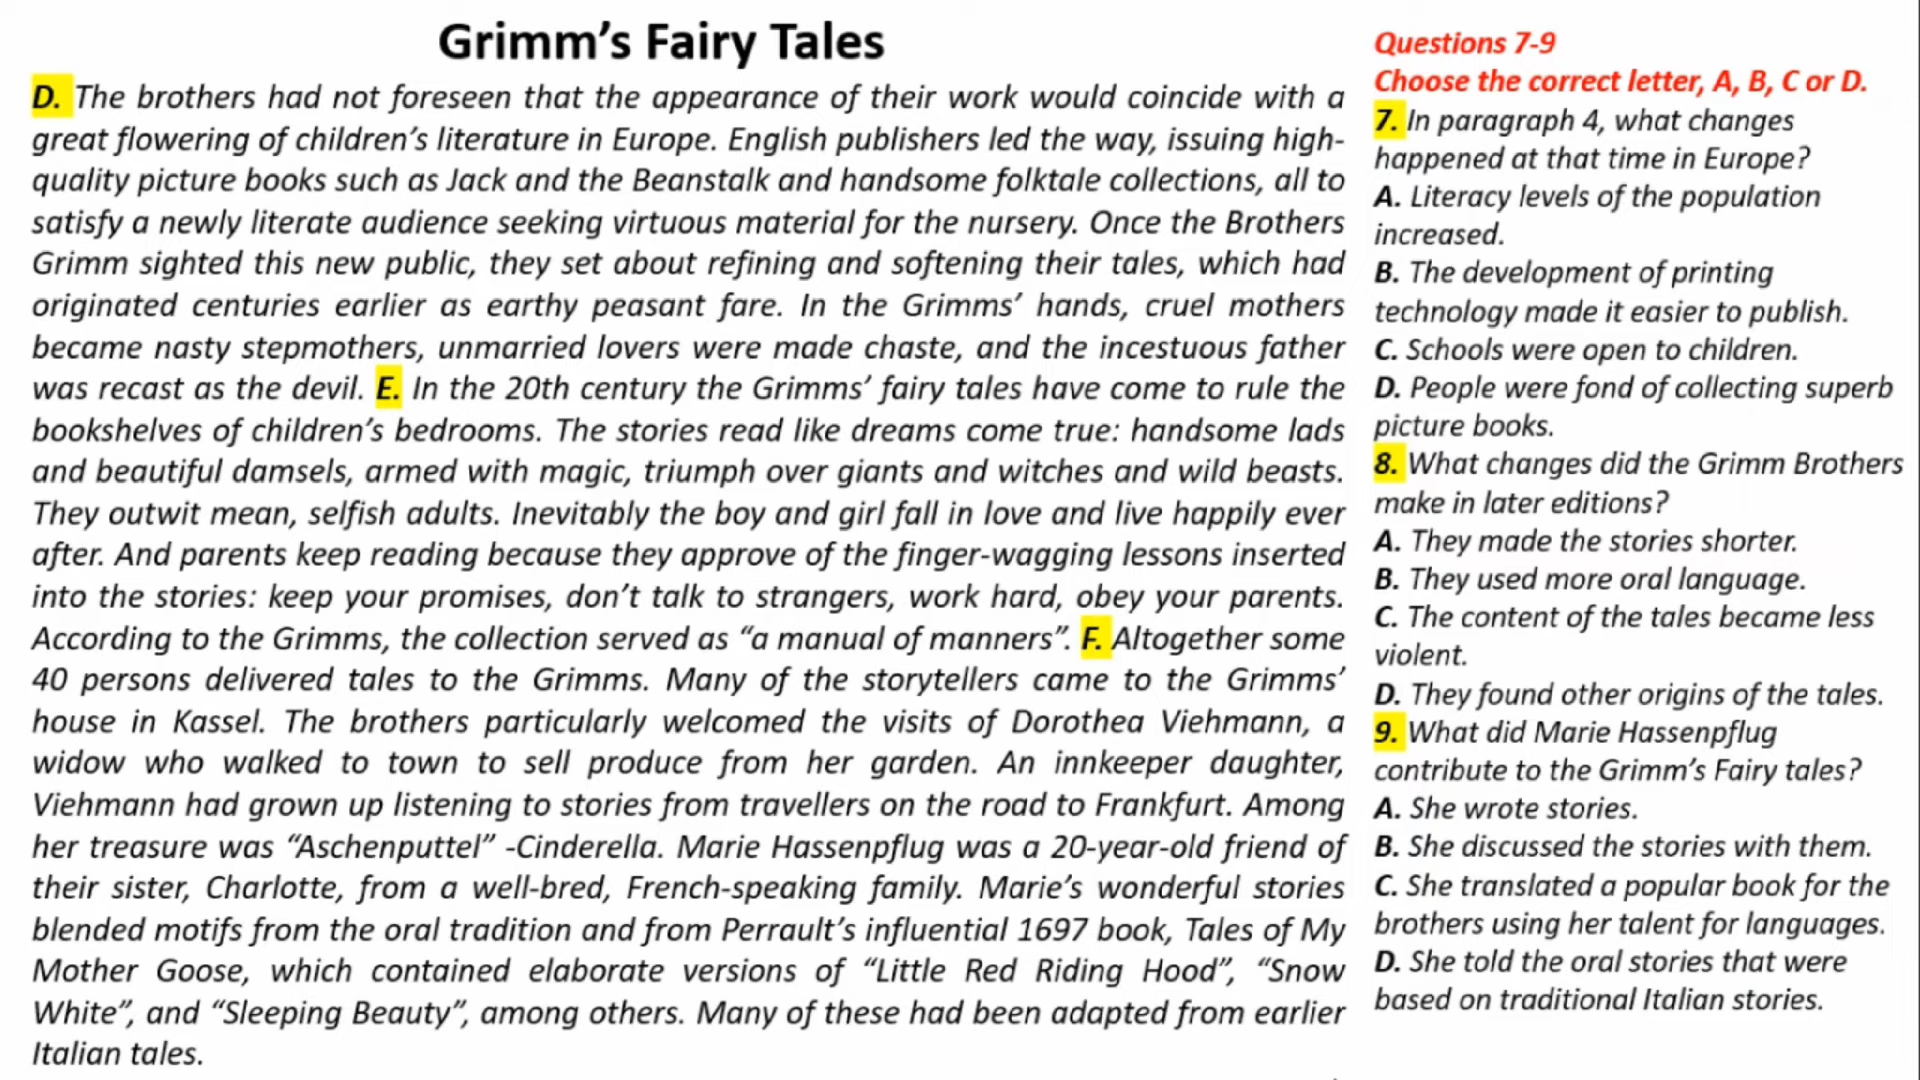 Grimm's Fairy Tales
D. The brothers had not foreseen that the appearance of their work would coincide with a
great flowering of children's literature in Europe. English publishers led the way, issuing high-
quality picture books such as Jack and the Beanstalk and handsome folktale collections, all to
satisfy a newly literate audience seeking virtuous material for the nursery. Once the Brothers
Grimm sighted this new public, they set about refining and softening their tales, which had
originated centuries earlier as earthy peasant fare. In the Grimms' hands, cruel mothers
became nasty stepmothers, unmarried lovers were made chaste, and the incestuous father
was recast as the devil. E. In the 20th century the Grimms' fairy tales have come to rule the
bookshelves of children's bedrooms. The stories read like dreams come true: handsome lads
and beautiful damsels, armed with magic, triumph over giants and witches and wild beasts.
They outwit mean, selfish adults. Inevitably the boy and girl fall in love and live happily ever
after. And parents keep reading because they approve of the finger-wagging lessons inserted
into the stories: keep your promises, don't talk to strangers, work hard, obey your parents.
According to the Grimms, the collection served as “a manual of manners”. F. Altogether some
40 persons delivered tales to the Grimms. Many of the storytellers came to the Grimms'
house in Kassel. The brothers particularly welcomed the visits of Dorothea Viehmann, a
widow who walked to town to sell produce from her garden. An innkeeper daughter,
Viehmann had grown up listening to stories from travellers on the road to Frankfurt. Among
her treasure was “Aschenputtel” -Cinderella. Marie Hassenpflug was a 20-year-old friend of
their sister, Charlotte, from a well-bred, French-speaking family. Marie's wonderful stories
blended motifs from the oral tradition and from Perrault's influential 1697 book, Tales of My
Mother Goose, which contained elaborate versions of “Little Red Riding Hood”, “Snow
White”, and “Sleeping Beauty”, among others. Many of these had been adapted from earlier
Italian tales.
Questions 7-9
Choose the correct letter, A, B, C or D.
7. In paragraph 4, what changes
happened at that time in Europe?
A. Literacy levels of the population
increased.
B. The development of printing
technology made it easier to publish.
C. Schools were open to children.
D. People were fond of collecting superb
picture books.
8. What changes did the Grimm Brothers
make in later editions?
A. They made the stories shorter.
B. They used more oral language.
C. The content of the tales became less
violent.
D. They found other origins of the tales.
9. What did Marie Hassenpflug
contribute to the Grimm's Fairy tales?
A. She wrote stories.
B. She discussed the stories with them.
C. She translated a popular book for the
brothers using her talent for languages.
D. She told the oral stories that were
based on traditional Italian stories.